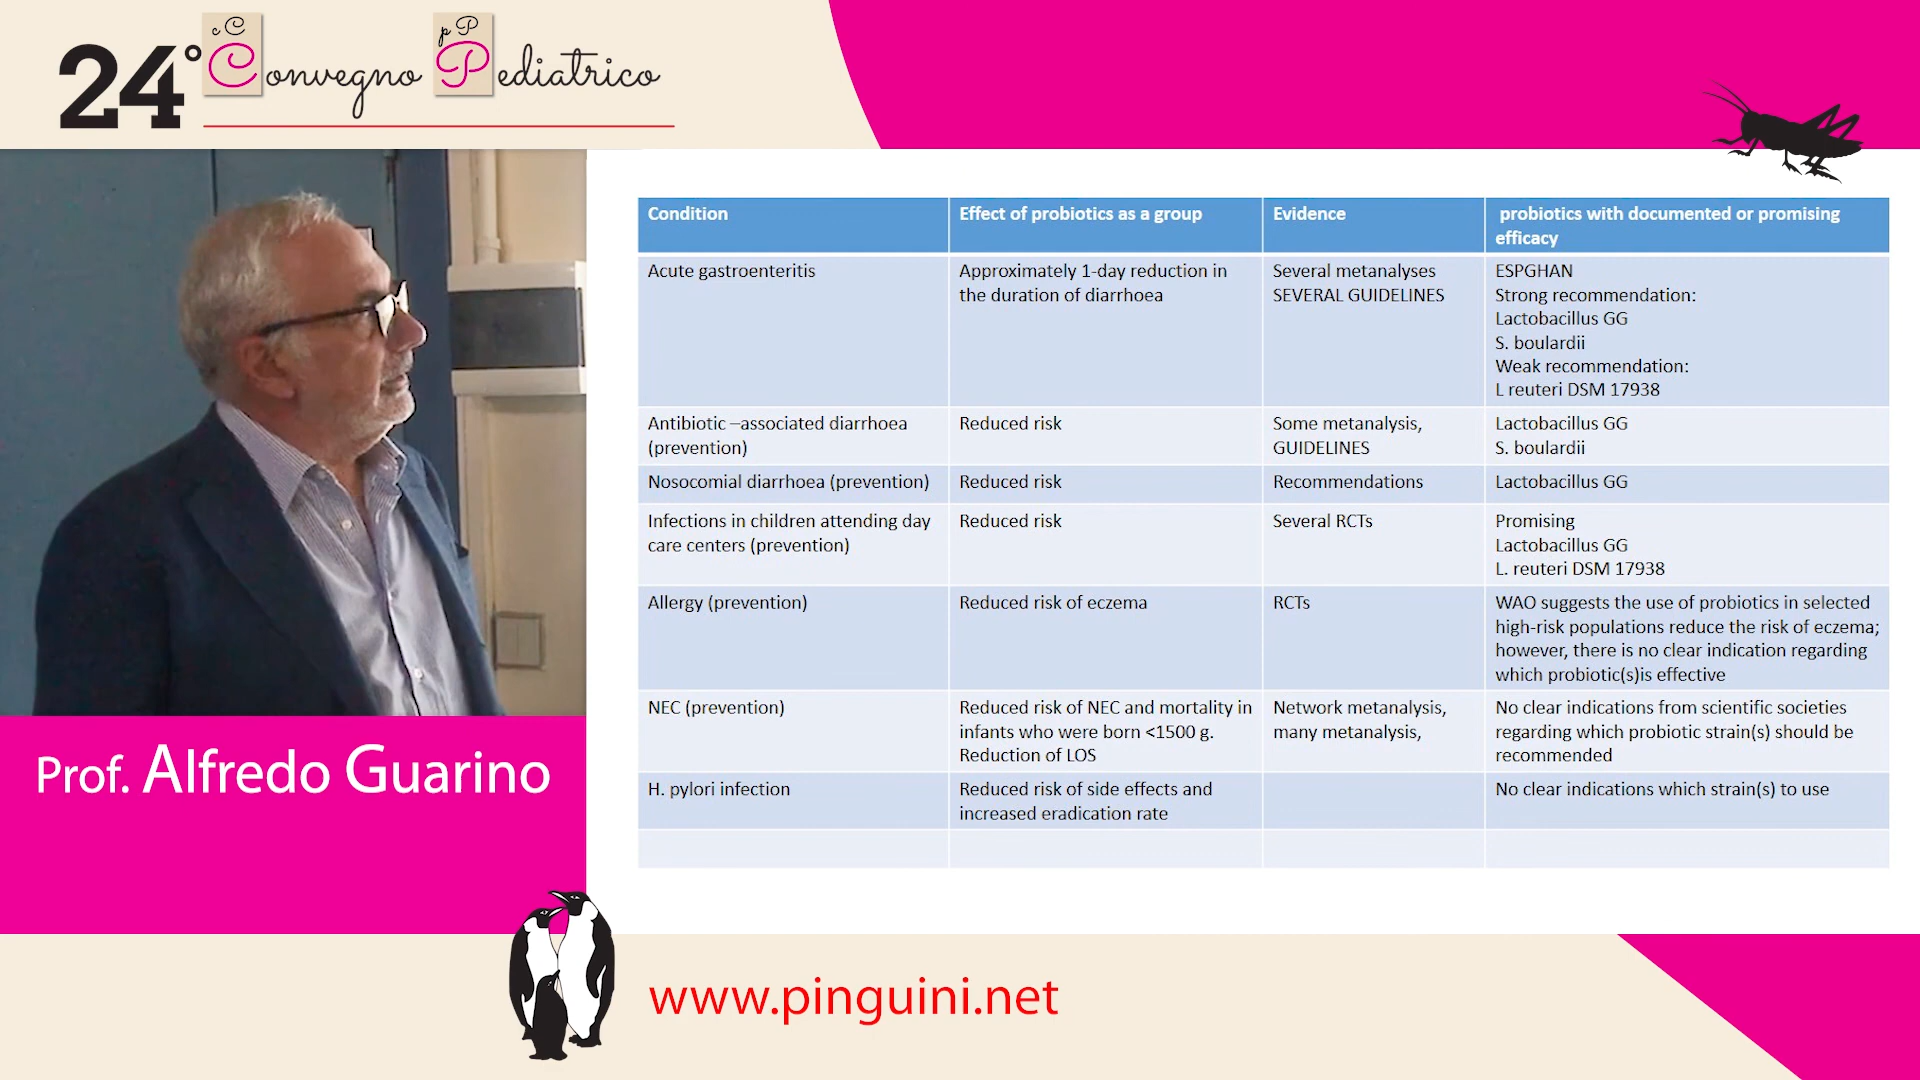 24° Convegno Pediatrico
c C
p P
Condition
Effect of probiotics as a group
Evidence
probiotics with documented or promising
efficacy
Acute gastroenteritis
Approximately 1-day reduction in
the duration of diarrhoea
Several metanalyses
SEVERAL GUIDELINES
ESPGHAN
Strong recommendation:
Lactobacillus GG
S. boulardii
Weak recommendation:
L reuteri DSM 17938
Antibiotic –associated diarrhoea
(prevention)
Reduced risk
Some metanalysis,
GUIDELINES
Lactobacillus GG
S. boulardii
Nosocomial diarrhoea (prevention)
Reduced risk
Recommendations
Lactobacillus GG
Infections in children attending day
care centers (prevention)
Reduced risk
Several RCTs
Promising
Lactobacillus GG
L. reuteri DSM 17938
Allergy (prevention)
Reduced risk of eczema
RCTs
WAO suggests the use of probiotics in selected
high-risk populations reduce the risk of eczema;
however, there is no clear indication regarding
which probiotic(s)is effective
NEC (prevention)
Reduced risk of NEC and mortality in
infants who were born <1500 g.
Reduction of LOS
Network metanalysis,
many metanalysis,
No clear indications from scientific societies
regarding which probiotic strain(s) should be
recommended
H. pylori infection
Reduced risk of side effects and
increased eradication rate
No clear indications which strain(s) to use
Prof. Alfredo Guarino
www.pinguini.net